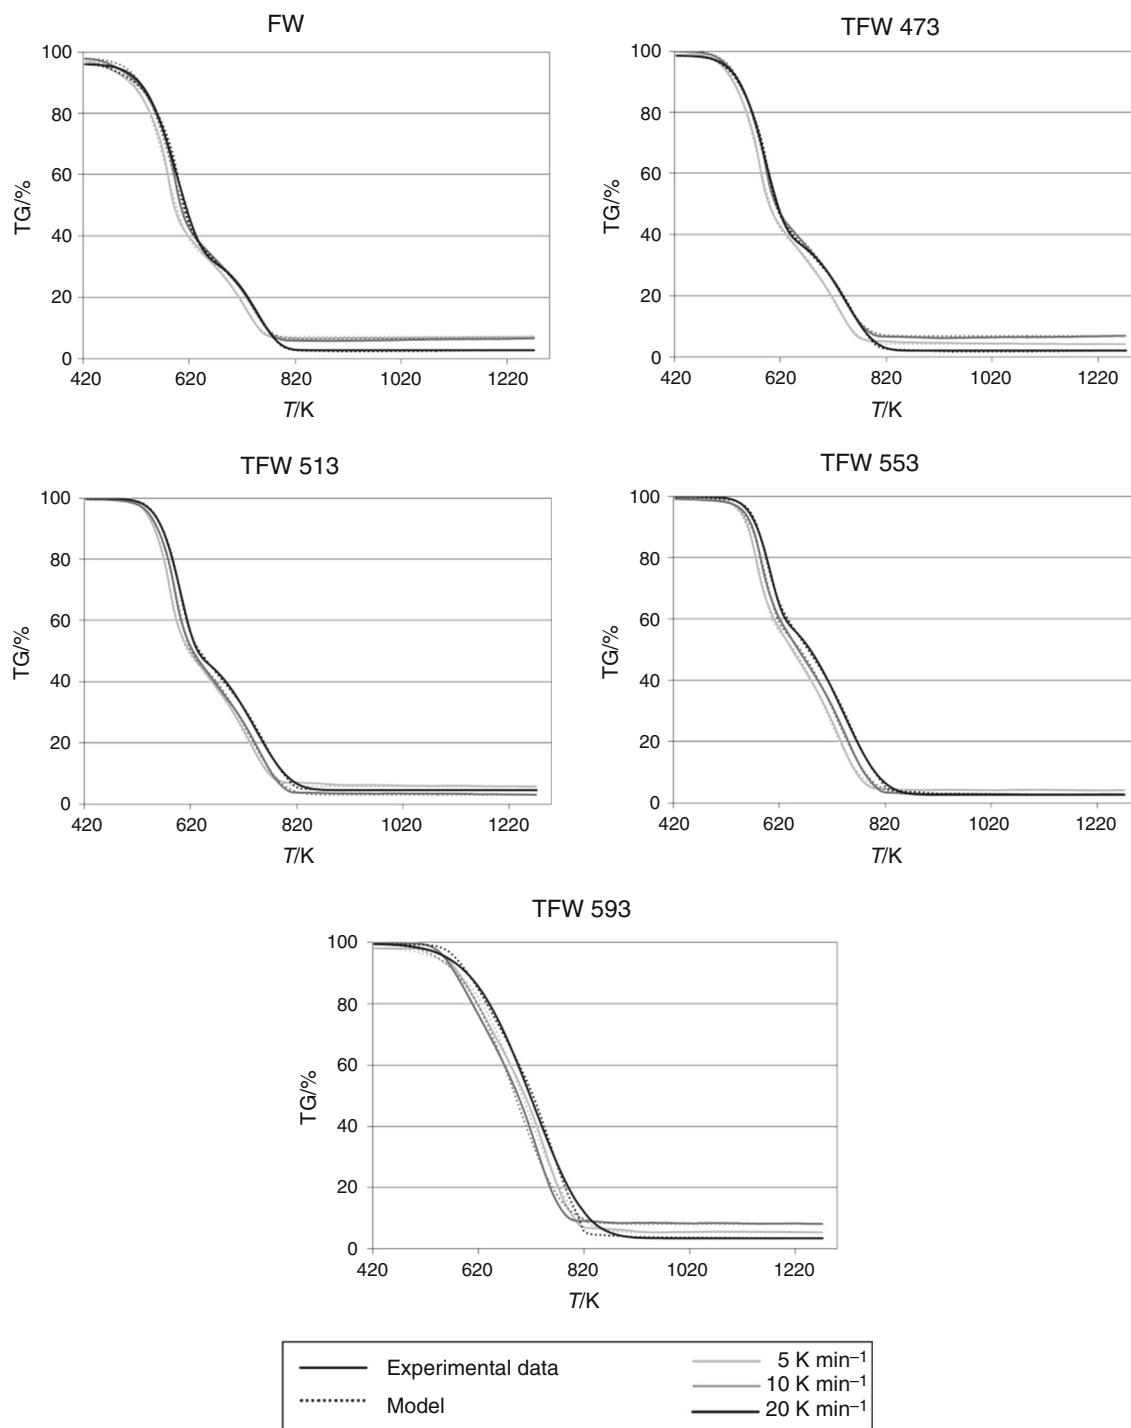 FW
TG/%
100
80
60
40
20
0
420 620 820 1020 1220
T/K
TFW 473
TG/%
100
80
60
40
20
0
420 620 820 1020 1220
T/K
TFW 513
TG/%
100
80
60
40
20
0
420 620 820 1020 1220
T/K
TFW 553
TG/%
100
80
60
40
20
0
420 620 820 1020 1220
T/K
TFW 593
TG/%
100
80
60
40
20
0
420 620 820 1020 1220
T/K
Experimental data
Model
5 K min⁻¹
10 K min⁻¹
20 K min⁻¹